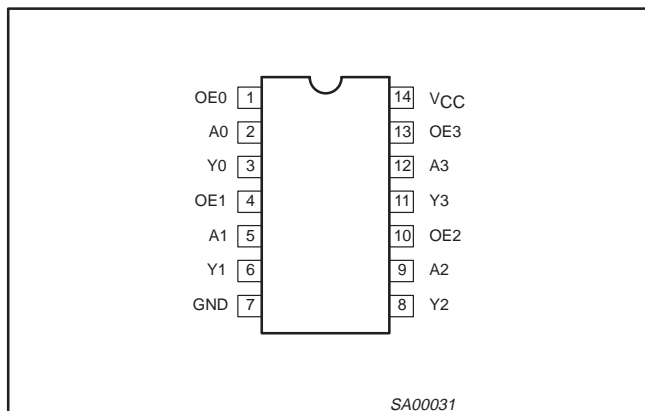 OE0 1 14 VCC
A0 2 13 OE3
Y0 3 12 A3
OE1 4 11 Y3
A1 5 10 OE2
Y1 6 9 A2
GND 7 8 Y2
SA00031